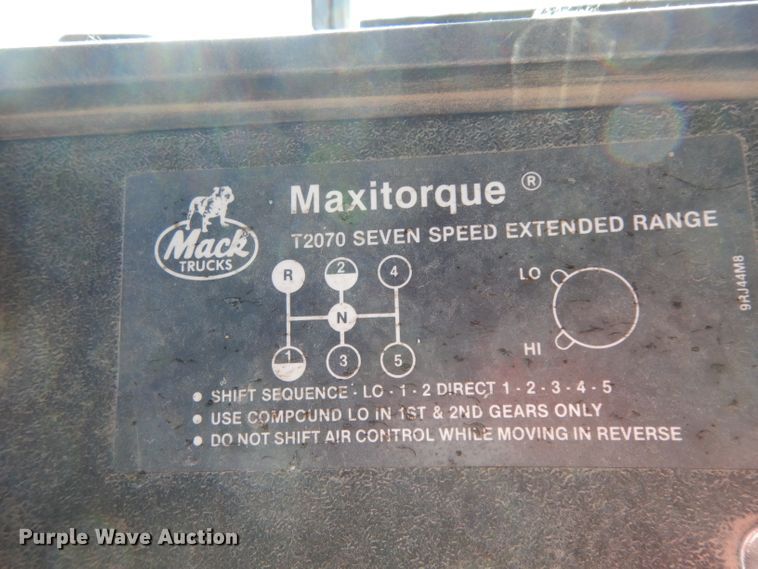 Maxitorque ®
Mack ®
TRUCKS
T2070 SEVEN SPEED EXTENDED RANGE
R 2 4
N
1 3 5
LO
HI
9RJ44M8
• SHIFT SEQUENCE - LO - 1 - 2 DIRECT 1 - 2 - 3 - 4 - 5
• USE COMPOUND LO IN 1ST & 2ND GEARS ONLY
• DO NOT SHIFT AIR CONTROL WHILE MOVING IN REVERSE
Purple Wave Auction